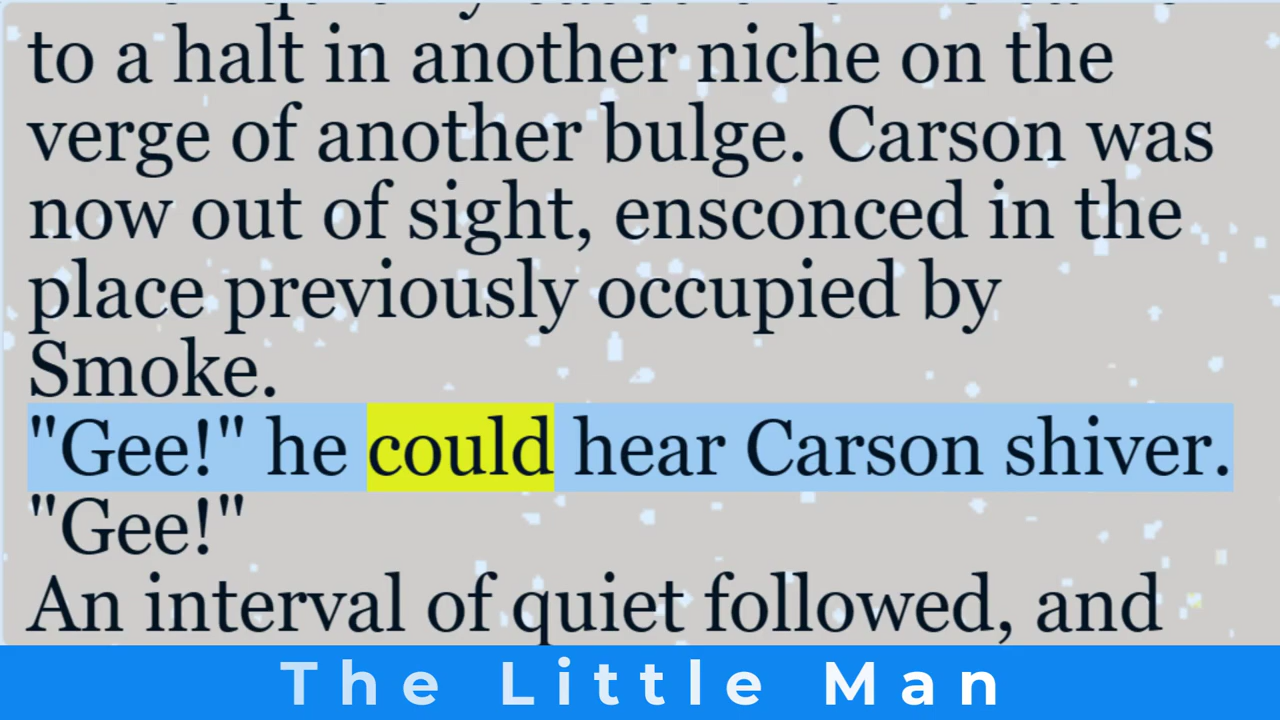 to a halt in another niche on the
verge of another bulge. Carson was
now out of sight, ensconced in the
place previously occupied by
Smoke.
"Gee!" he could hear Carson shiver.
"Gee!"
An interval of quiet followed, and
The Little Man